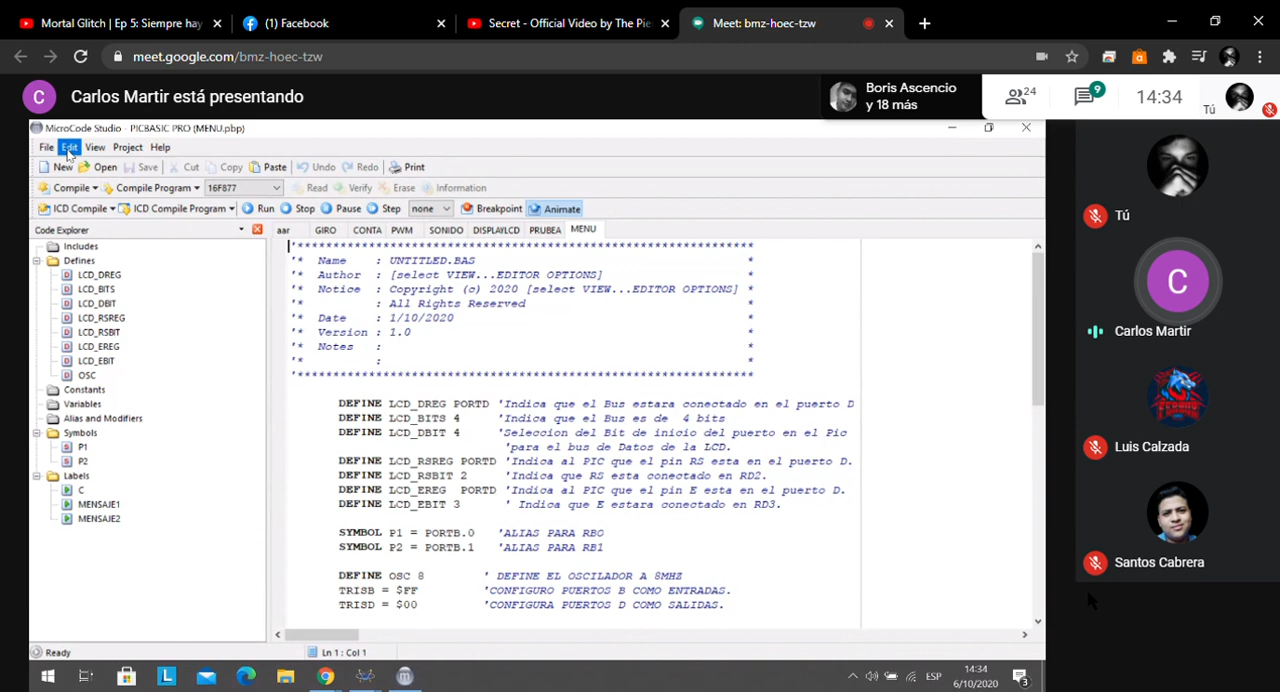 Mortal Glitch | Ep 5: Siempre hay
(1) Facebook
Secret - Official Video by The Pie
Meet: bmz-hoec-tzw
meet.google.com/bmz-hoec-tzw
C
Carlos Martir está presentando
Boris Ascencio
y 18 más
24
9
14:34
Tú
MicroCode Studio - PICBASIC PRO (MENU.pbp)
File Edit View Project Help
New Open Save Cut Copy Paste Undo Redo Print
Compile Compile Program 16F877 Read Verify Erase Information
ICD Compile ICD Compile Program Run Stop Pause Step none Breakpoint Animate
Code Explorer
aar GIRO CONTA PWM SONIDO DISPLAYLCD PRUBEA MENU
Includes
Defines
LCD_DREG
LCD_BITS
LCD_DBIT
LCD_RSREG
LCD_RSBIT
LCD_EREG
LCD_EBIT
OSC
Constants
Variables
Alias and Modifiers
Symbols
P1
P2
Labels
C
MENSAJE1
MENSAJE2
'****************************************************************
'* Name : UNTITLED.BAS *
'* Author : [select VIEW...EDITOR OPTIONS] *
'* Notice : Copyright (c) 2020 [select VIEW...EDITOR OPTIONS] *
'* : All Rights Reserved *
'* Date : 1/10/2020 *
'* Version : 1.0 *
'* Notes : *
'* : *
'****************************************************************
DEFINE LCD_DREG PORTD 'Indica que el Bus estara conectado en el puerto D
DEFINE LCD_BITS 4 'Indica que el Bus es de 4 bits
DEFINE LCD_DBIT 4 'Seleccion del Bit de inicio del puerto en el Pic
'para el bus de Datos de la LCD.
DEFINE LCD_RSREG PORTD 'Indica al PIC que el pin RS esta en el puerto D.
DEFINE LCD_RSBIT 2 'Indica que RS esta conectado en RD2.
DEFINE LCD_EREG PORTD 'Indica al PIC que el pin E esta en el puerto D.
DEFINE LCD_EBIT 3 ' Indica que E estara conectado en RD3.
SYMBOL P1 = PORTB.0 'ALIAS PARA RB0
SYMBOL P2 = PORTB.1 'ALIAS PARA RB1
DEFINE OSC 8 ' DEFINE EL OSCILADOR A 8MHZ
TRISB = $FF 'CONFIGURO PUERTOS B COMO ENTRADAS.
TRISD = $00 'CONFIGURA PUERTOS D COMO SALIDAS.
Ready
Ln 1 : Col 1
L
ESP
14:34
6/10/2020
3
Tú
C
Carlos Martir
Luis Calzada
Santos Cabrera